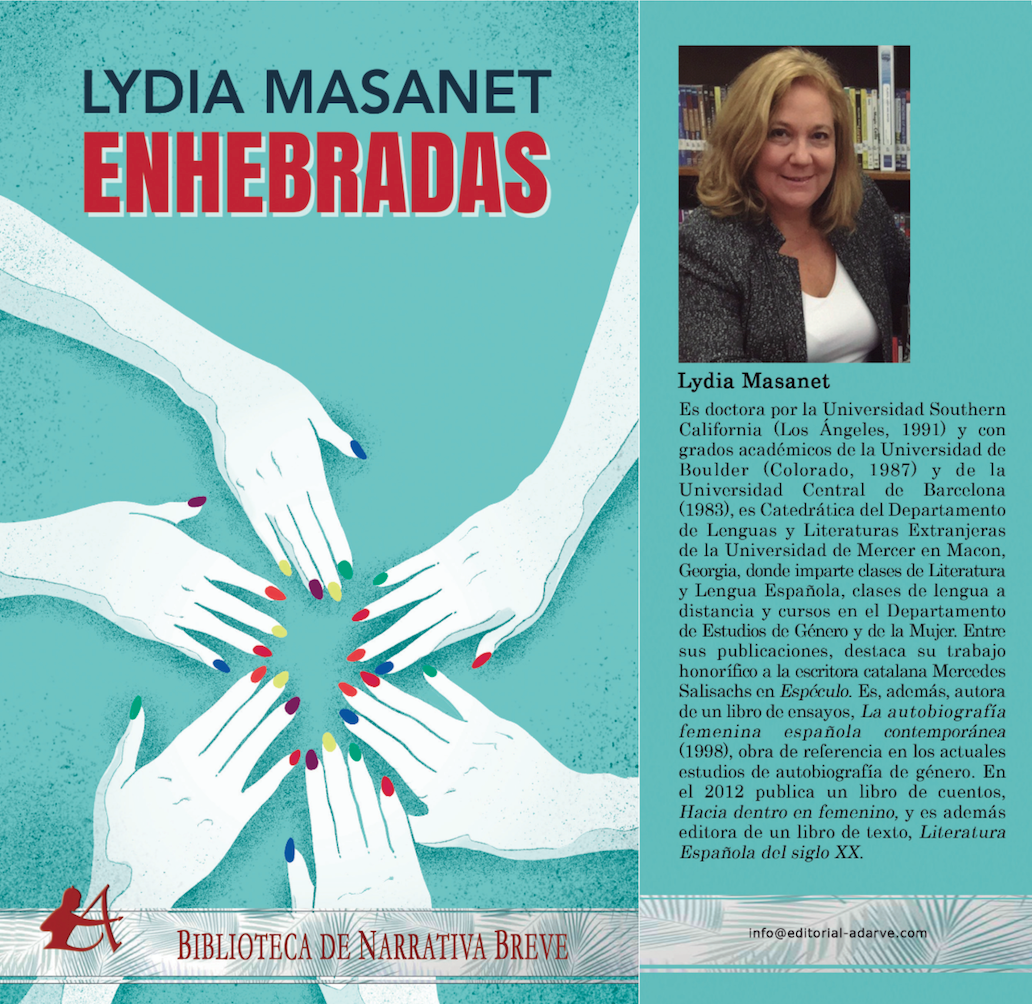 LYDIA MASANET
ENHEBRADAS
BIBLIOTECA DE NARRATIVA BREVE
Lydia Masanet
Es doctora por la Universidad Southern
California (Los Ángeles, 1991) y con
grados académicos de la Universidad de
Boulder (Colorado, 1987) y de la
Universidad Central de Barcelona
(1983), es Catedrática del Departamento
de Lenguas y Literaturas Extranjeras
de la Universidad de Mercer en Macon,
Georgia, donde imparte clases de Literatura
y Lengua Española, clases de lengua a
distancia y cursos en el Departamento
de Estudios de Género y de la Mujer. Entre
sus publicaciones, destaca su trabajo
honorífico a la escritora catalana Mercedes
Salisachs en Espéculo. Es, además, autora
de un libro de ensayos, La autobiografía
femenina española contemporánea
(1998), obra de referencia en los actuales
estudios de autobiografía de género. En
el 2012 publica un libro de cuentos,
Hacia dentro en femenino, y es además
editora de un libro de texto, Literatura
Española del siglo XX.
info@editorial-adarve.com